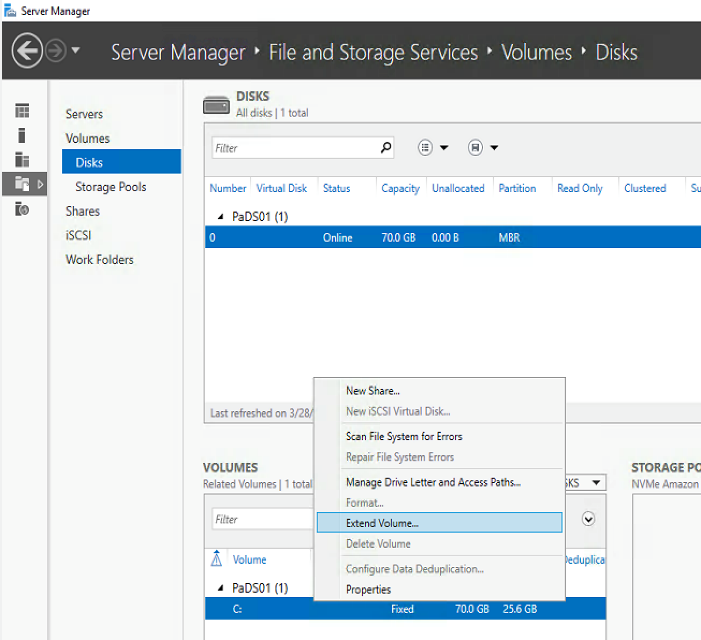 Server Manager
Server Manager ‣ File and Storage Services ‣ Volumes ‣ Disks
Servers
Volumes
Disks
Storage Pools
Shares
iSCSI
Work Folders
DISKS
All disks | 1 total
Filter
Number Virtual Disk Status Capacity Unallocated Partition Read Only Clustered Su
PaDS01 (1)
0 Online 70.0 GB 0.00 B MBR
Last refreshed on 3/28/
New Share...
New iSCSI Virtual Disk...
Scan File System for Errors
Repair File System Errors
Manage Drive Letter and Access Paths...
Format...
Extend Volume...
Delete Volume
Configure Data Deduplication...
Properties
VOLUMES
Related Volumes | 1 total
SKS
Filter
Volume
Deduplica
PaDS01 (1)
C: Fixed 70.0 GB 25.6 GB
STORAGE PO
NVMe Amazon